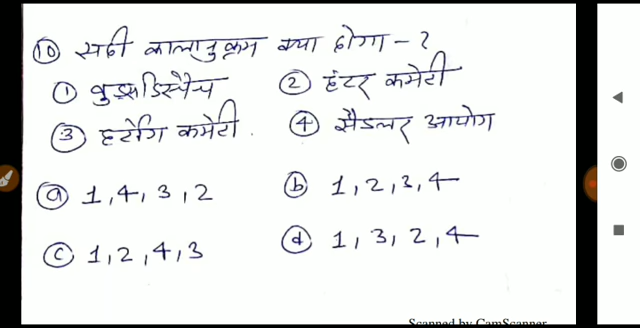 ⑩ सही कालानुक्रम क्या होगा - ?
① वुड्सडिस्पैच ② हंटर कमेटी
③ हर्टोग कमेटी . ④ सैडलर आयोग
ⓐ 1, 4, 3, 2 ⓑ 1, 2, 3, 4
ⓒ 1, 2, 4, 3 ⓓ 1, 3, 2, 4
Scanned by CamScanner